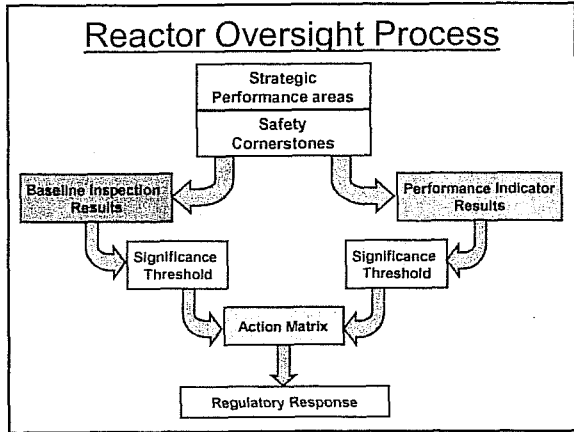 Reactor Oversight Process
Strategic
Performance areas
Safety
Cornerstones
Baseline Inspection
Results
Performance Indicator
Results
Significance
Threshold
Significance
Threshold
Action Matrix
Regulatory Response